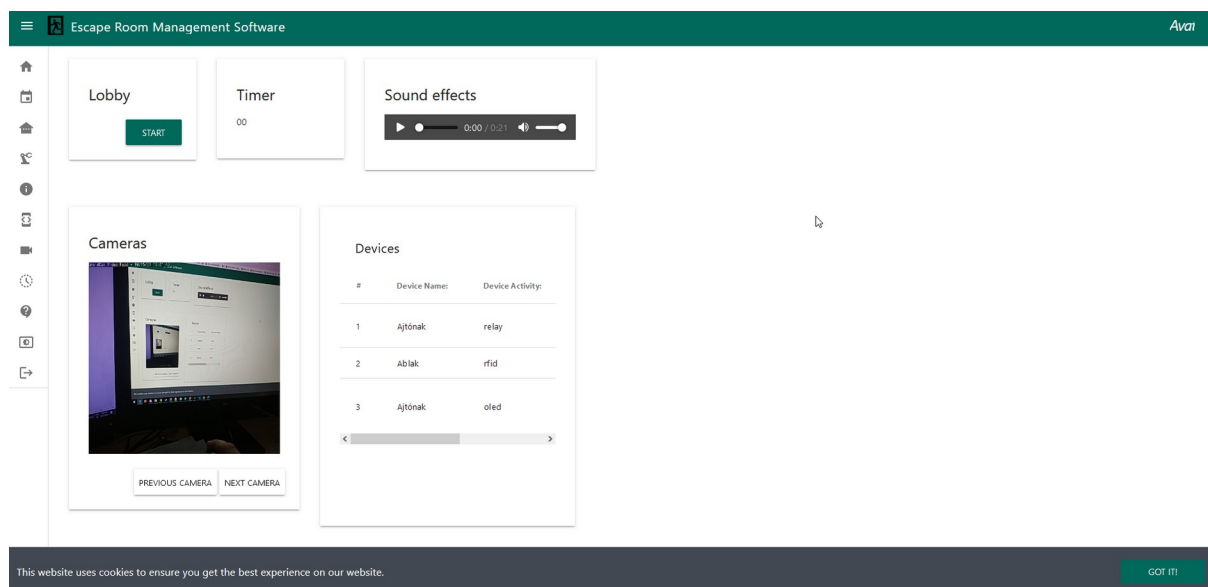 Escape Room Management Software
Lobby
START
Timer
00
Sound effects
0:00 / 0:21
Cameras
PREVIOUS CAMERA NEXT CAMERA
Devices
# Device Name: Device Activity:
1 Ajtónak relay
2 Ablak rfid
3 Ajtónak oled
This website uses cookies to ensure you get the best experience on our website.
GOT IT!